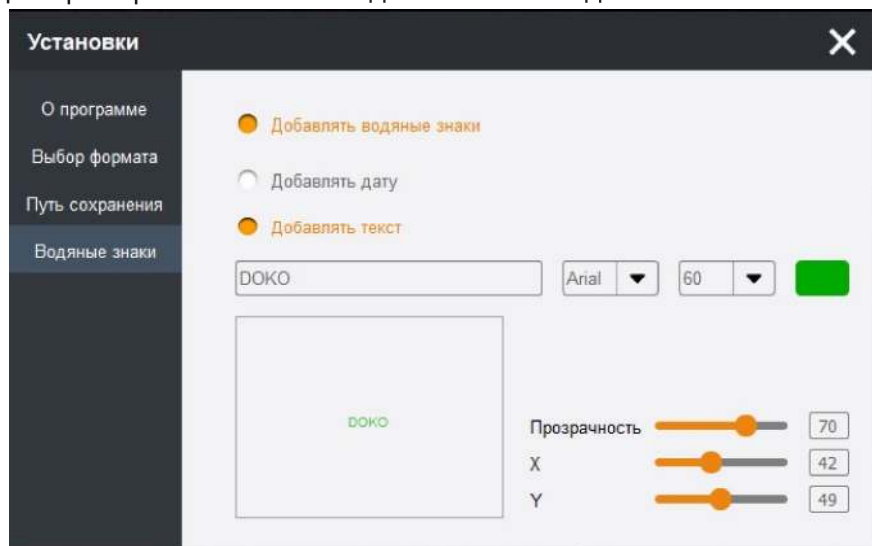 Установки
О программе
Выбор формата
Путь сохранения
Водяные знаки
Добавлять водяные знаки
Добавлять дату
Добавлять текст
DOKO Arial 60
DOKO
Прозрачность 70
X 42
Y 49